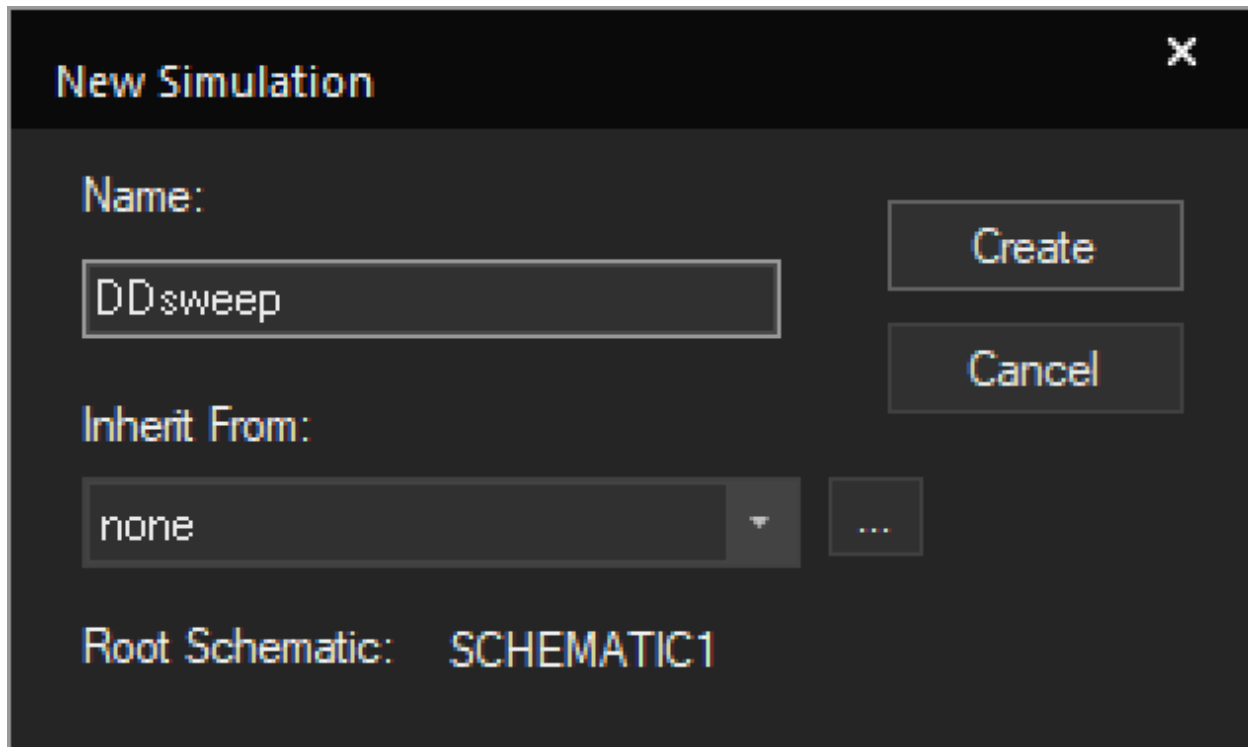 New Simulation
Name:
DDsweep
Create
Cancel
Inherit From:
none
...
Root Schematic: SCHEMATIC1